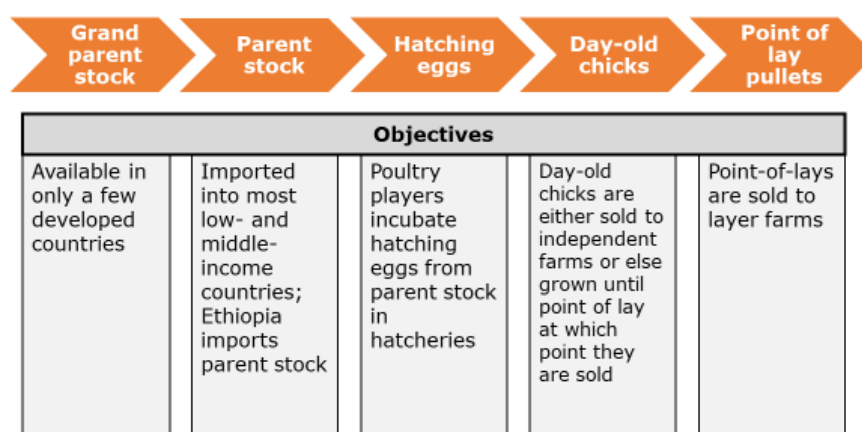 Grand
parent
stock
Parent
stock
Hatching
eggs
Day-old
chicks
Point of
lay
pullets
Objectives
Available in
only a few
developed
countries
Imported
into most
low- and
middle-
income
countries;
Ethiopia
imports
parent stock
Poultry
players
incubate
hatching
eggs from
parent stock
in
hatcheries
Day-old
chicks are
either sold to
independent
farms or else
grown until
point of lay
at which
point they
are sold
Point-of-lays
are sold to
layer farms